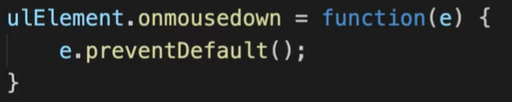 ulElement.onmousedown = function(e) {
    e.preventDefault();
}